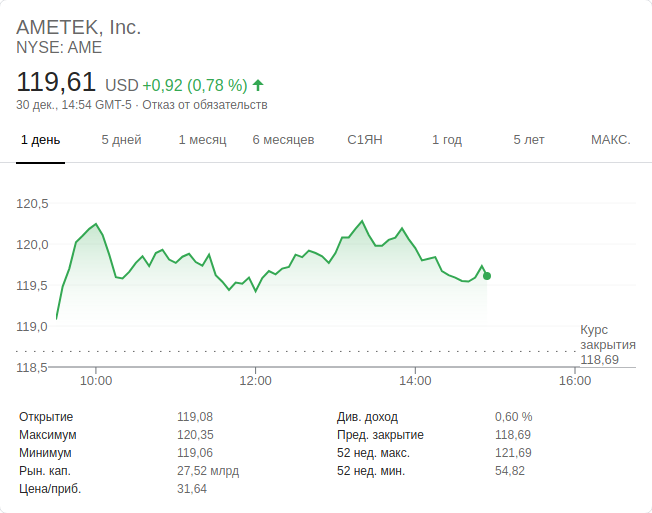 AMETEK, Inc.
NYSE: AME
119,61 USD +0,92 (0,78 %)
30 дек., 14:54 GMT-5 · Отказ от обязательств
1 день 5 дней 1 месяц 6 месяцев С1ЯН 1 год 5 лет МАКС.
120,5
120,0
119,5
119,0
118,5
Курс
закрытия
118,69
10:00 12:00 14:00 16:00
Открытие 119,08
Максимум 120,35
Минимум 119,06
Рын. кап. 27,52 млрд
Цена/приб. 31,64
Див. доход 0,60 %
Пред. закрытие 118,69
52 нед. макс. 121,69
52 нед. мин. 54,82